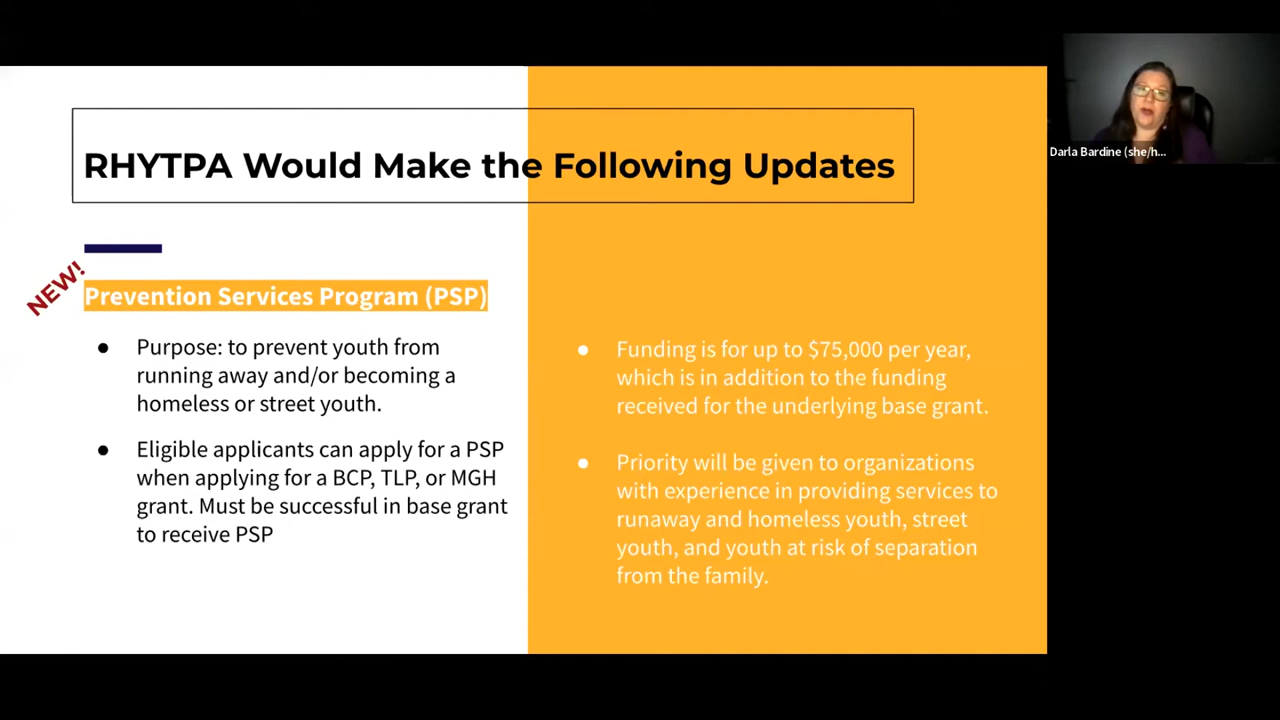 RHYTPA Would Make the Following Updates
NEW!
Prevention Services Program (PSP)
● Purpose: to prevent youth from
running away and/or becoming a
homeless or street youth.
● Eligible applicants can apply for a PSP
when applying for a BCP, TLP, or MGH
grant. Must be successful in base grant
to receive PSP
● Funding is for up to $75,000 per year,
which is in addition to the funding
received for the underlying base grant.
● Priority will be given to organizations
with experience in providing services to
runaway and homeless youth, street
youth, and youth at risk of separation
from the family.
Darla Bardine (she/h...